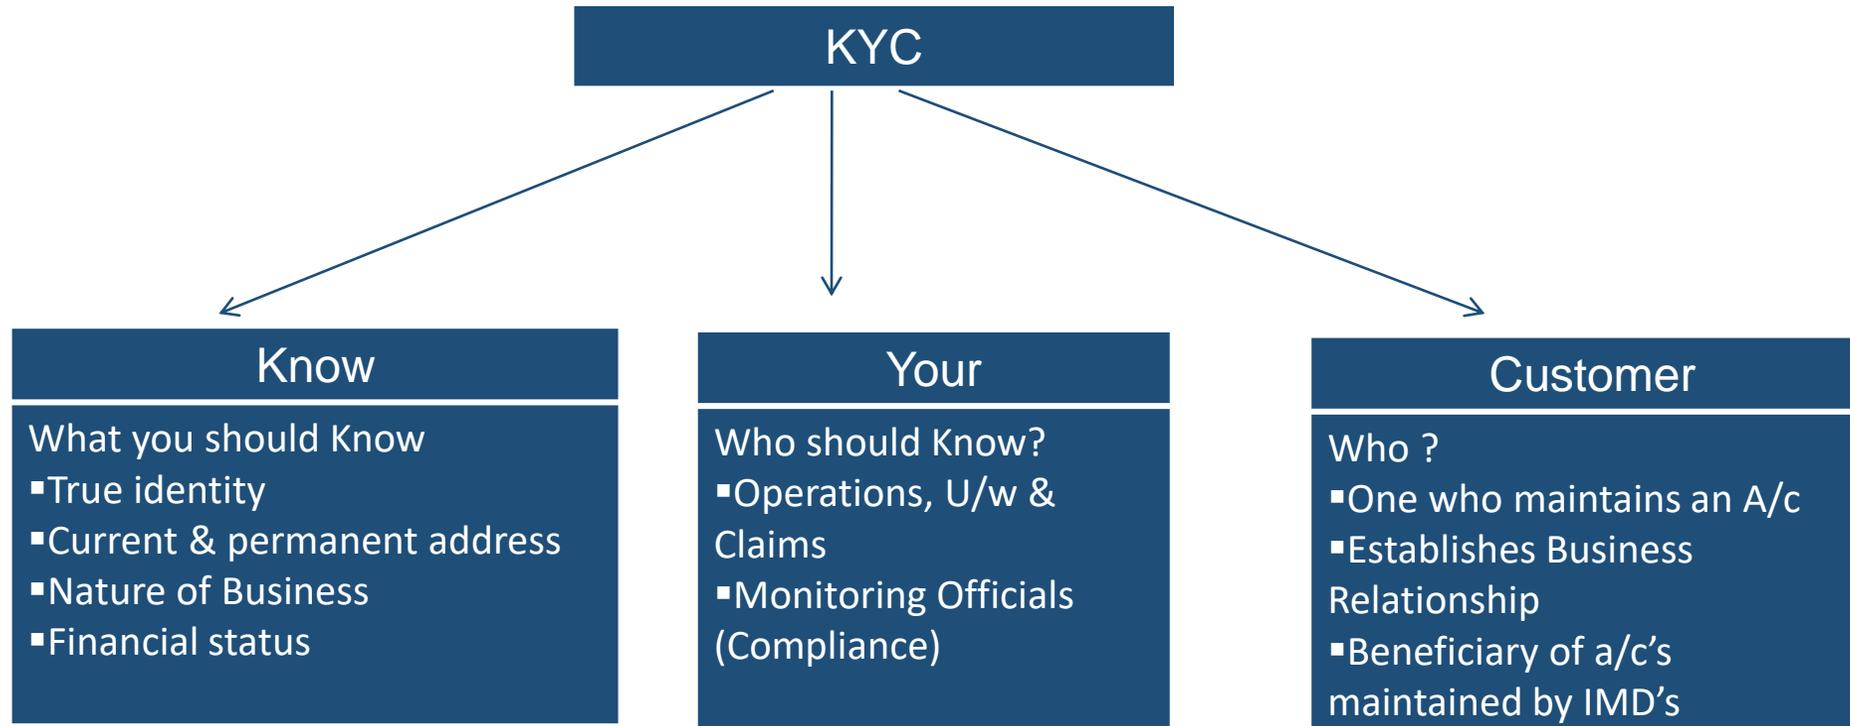 KYC
Know
What you should Know
▪True identity
▪Current & permanent address
▪Nature of Business
▪Financial status
Your
Who should Know?
▪Operations, U/w &
Claims
▪Monitoring Officials
(Compliance)
Customer
Who ?
▪One who maintains an A/c
▪Establishes Business
Relationship
▪Beneficiary of a/c’s
maintained by IMD’s